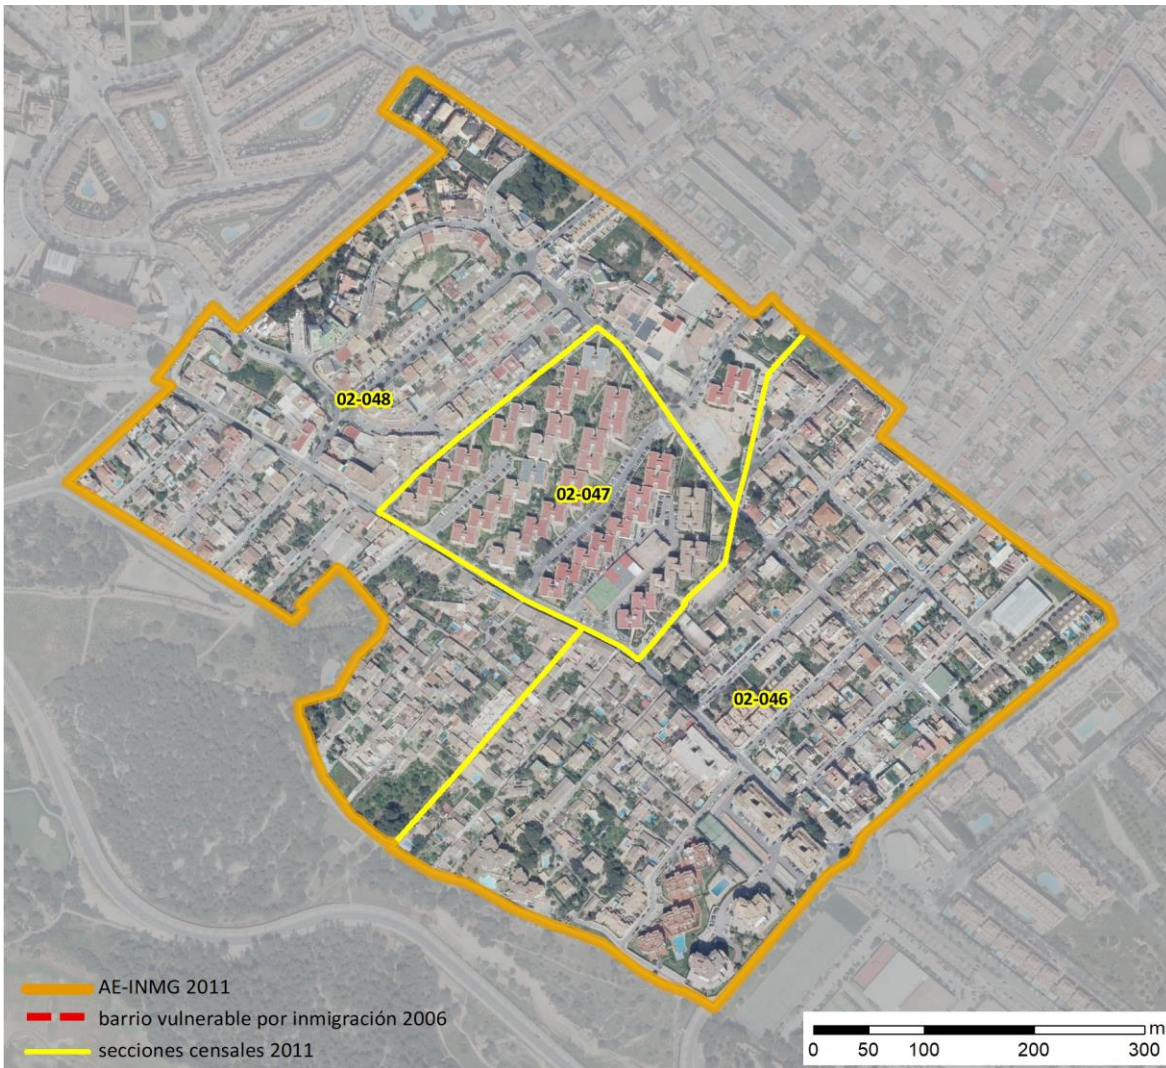 02-048
02-047
02-046
AE-INMG 2011
barrio vulnerable por inmigración 2006
secciones censales 2011
m
0 50 100 200 300